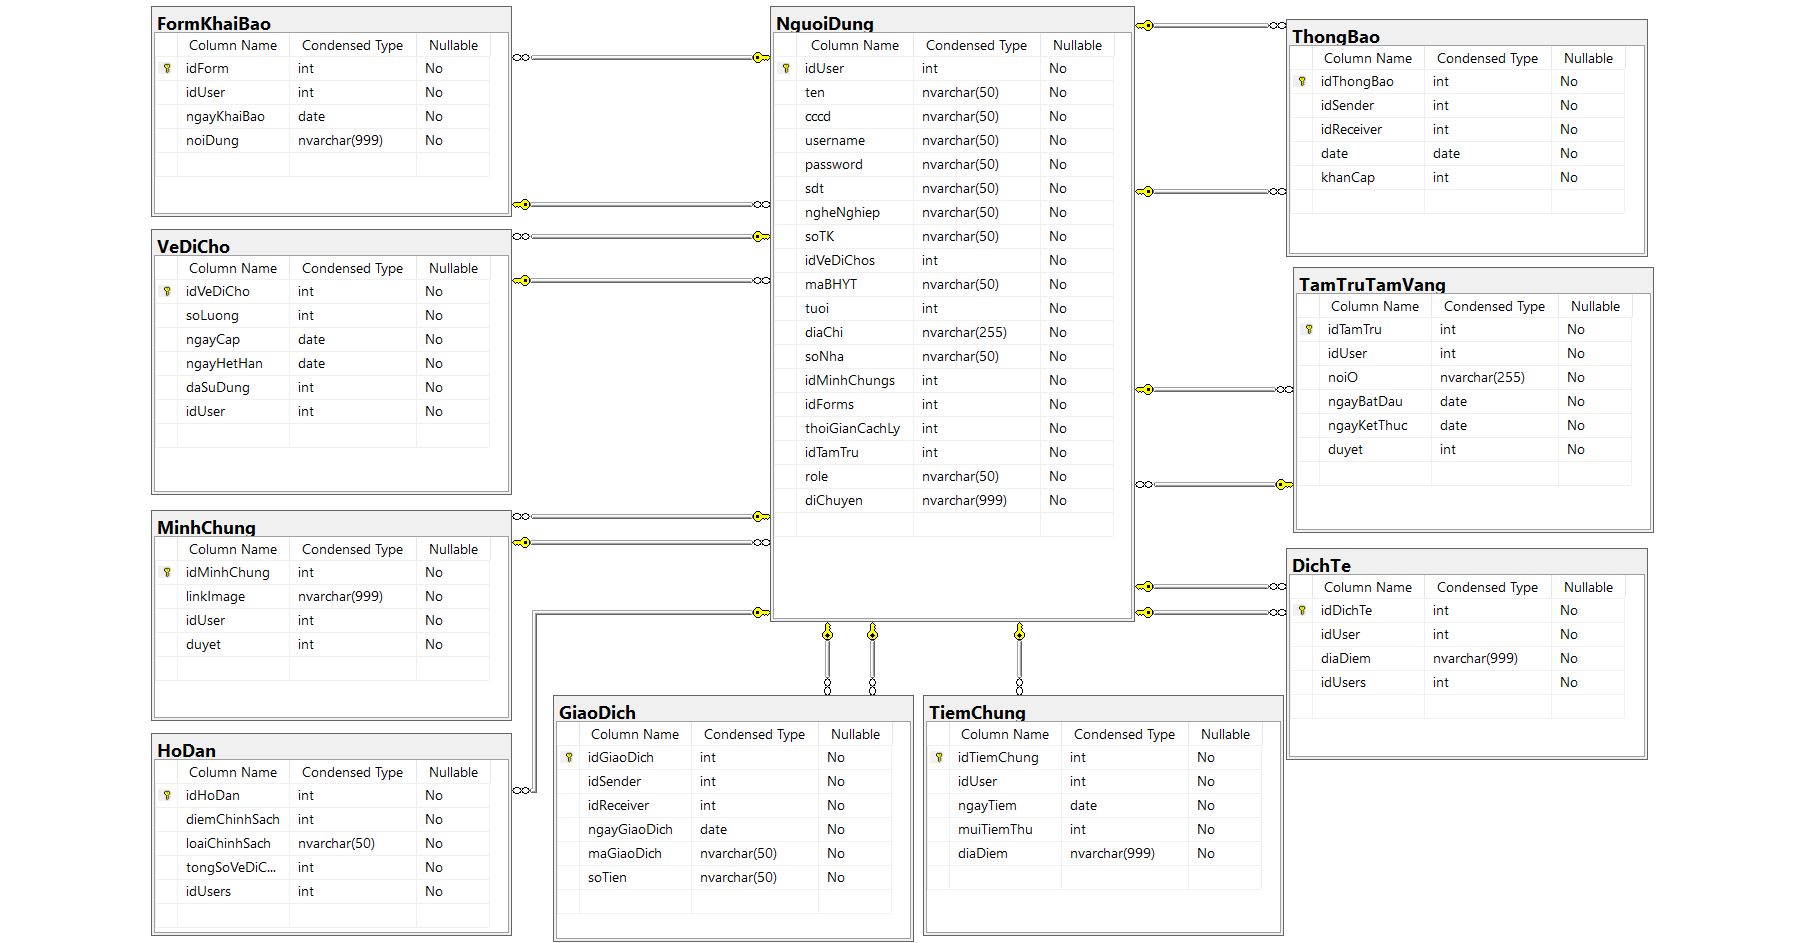 FormKhaiBao
Column Name Condensed Type Nullable
idForm int No
idUser int No
ngayKhaiBao date No
noiDung nvarchar(999) No
VeDiCho
Column Name Condensed Type Nullable
idVeDiCho int No
soLuong int No
ngayCap date No
ngayHetHan date No
daSuDung int No
idUser int No
MinhChung
Column Name Condensed Type Nullable
idMinhChung int No
linkImage nvarchar(999) No
idUser int No
duyet int No
HoDan
Column Name Condensed Type Nullable
idHoDan int No
diemChinhSach int No
loaiChinhSach nvarchar(50) No
tongSoVeDiC... int No
idUsers int No
NguoiDung
Column Name Condensed Type Nullable
idUser int No
ten nvarchar(50) No
cccd nvarchar(50) No
username nvarchar(50) No
password nvarchar(50) No
sdt nvarchar(50) No
ngheNghiep nvarchar(50) No
soTK nvarchar(50) No
idVeDiChos int No
maBHYT nvarchar(50) No
tuoi int No
diaChi nvarchar(255) No
soNha nvarchar(50) No
idMinhChungs int No
idForms int No
thoiGianCachLy int No
idTamTru int No
role nvarchar(50) No
diChuyen nvarchar(999) No
GiaoDich
Column Name Condensed Type Nullable
idGiaoDich int No
idSender int No
idReceiver int No
ngayGiaoDich date No
maGiaoDich nvarchar(50) No
soTien nvarchar(50) No
TiemChung
Column Name Condensed Type Nullable
idTiemChung int No
idUser int No
ngayTiem date No
muiTiemThu int No
diaDiem nvarchar(999) No
ThongBao
Column Name Condensed Type Nullable
idThongBao int No
idSender int No
idReceiver int No
date date No
khanCap int No
TamTruTamVang
Column Name Condensed Type Nullable
idTamTru int No
idUser int No
noiO nvarchar(255) No
ngayBatDau date No
ngayKetThuc date No
duyet int No
DichTe
Column Name Condensed Type Nullable
idDichTe int No
idUser int No
diaDiem nvarchar(999) No
idUsers int No